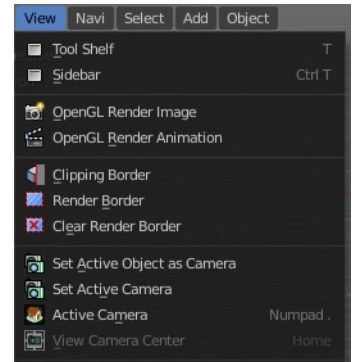 View Navi Select Add Object
Tool Shelf T
Sidebar Ctrl T
OpenGL Render Image
OpenGL Render Animation
Clipping Border
Render Border
Clear Render Border
Set Active Object as Camera
Set Active Camera
Active Camera Numpad .
View Camera Center Home